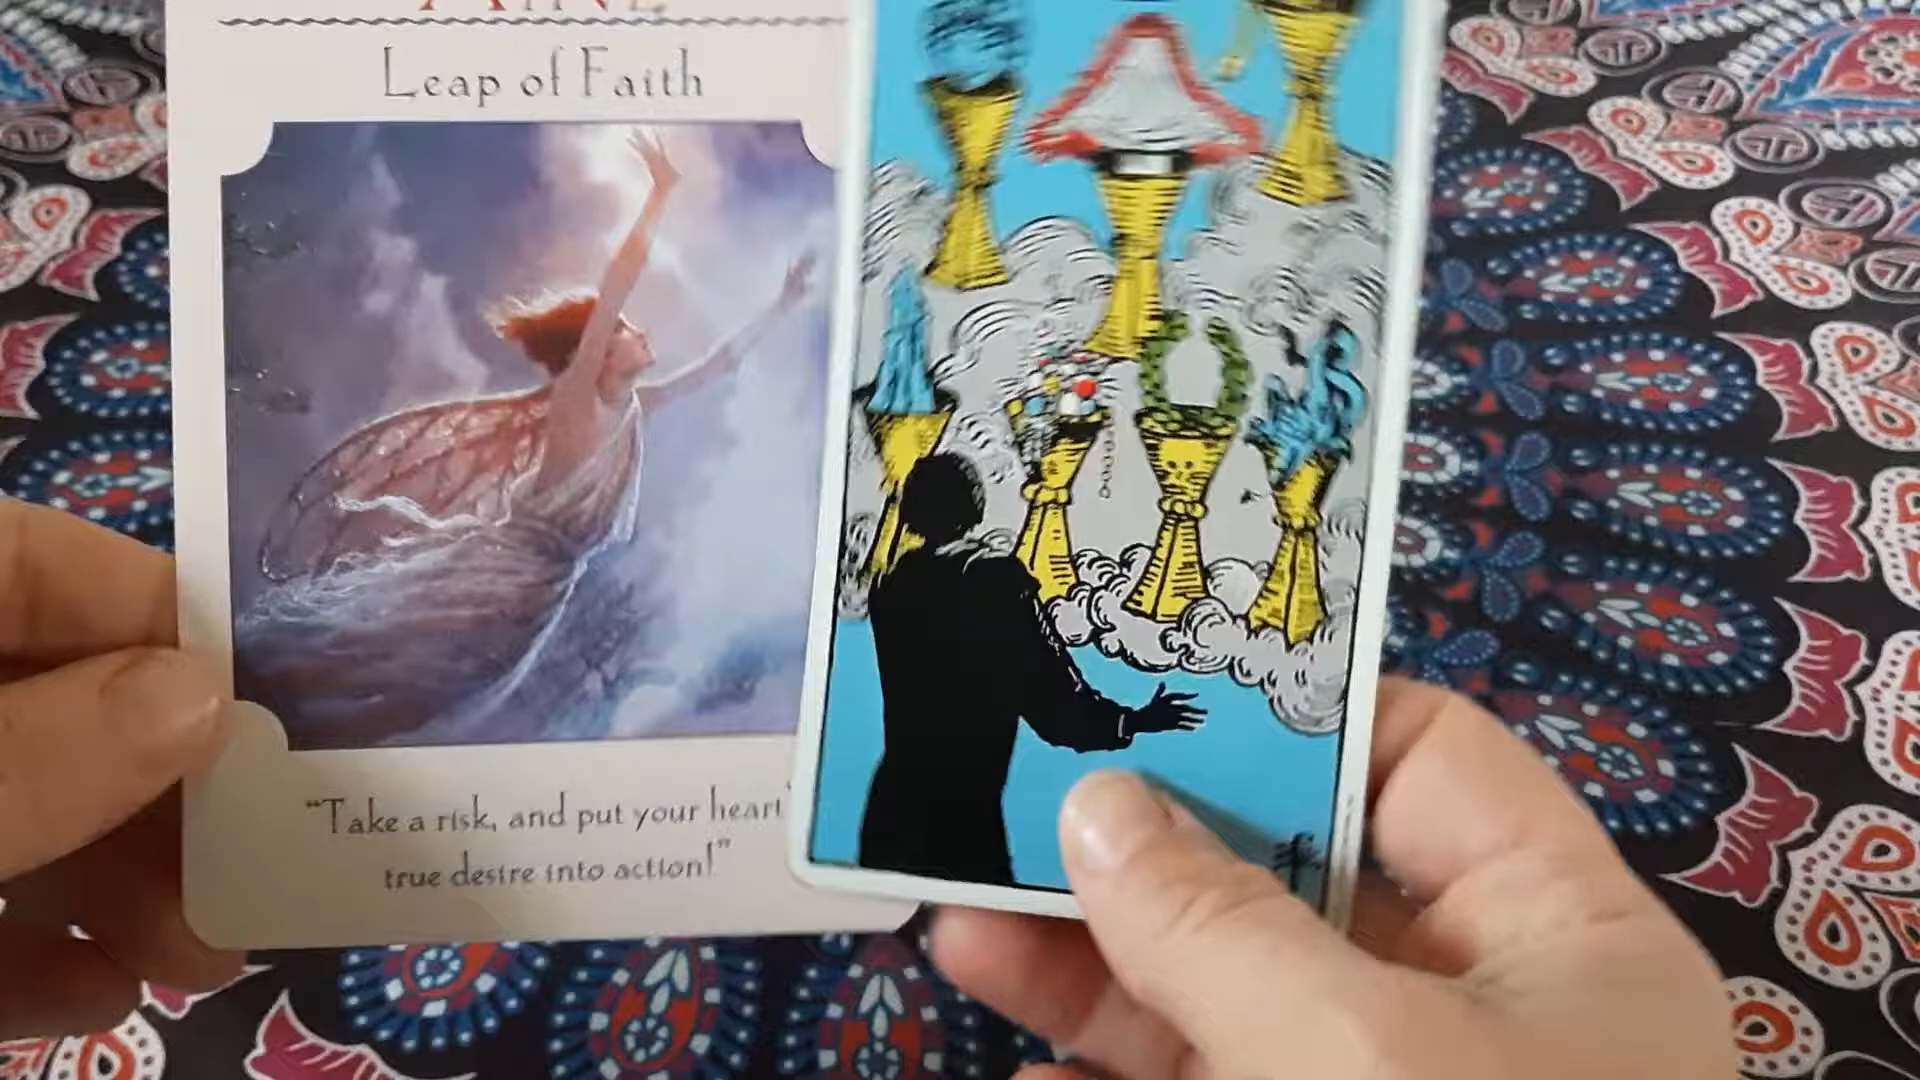 Leap of Faith
"Take a risk, and put your heart'
true desire into action!"